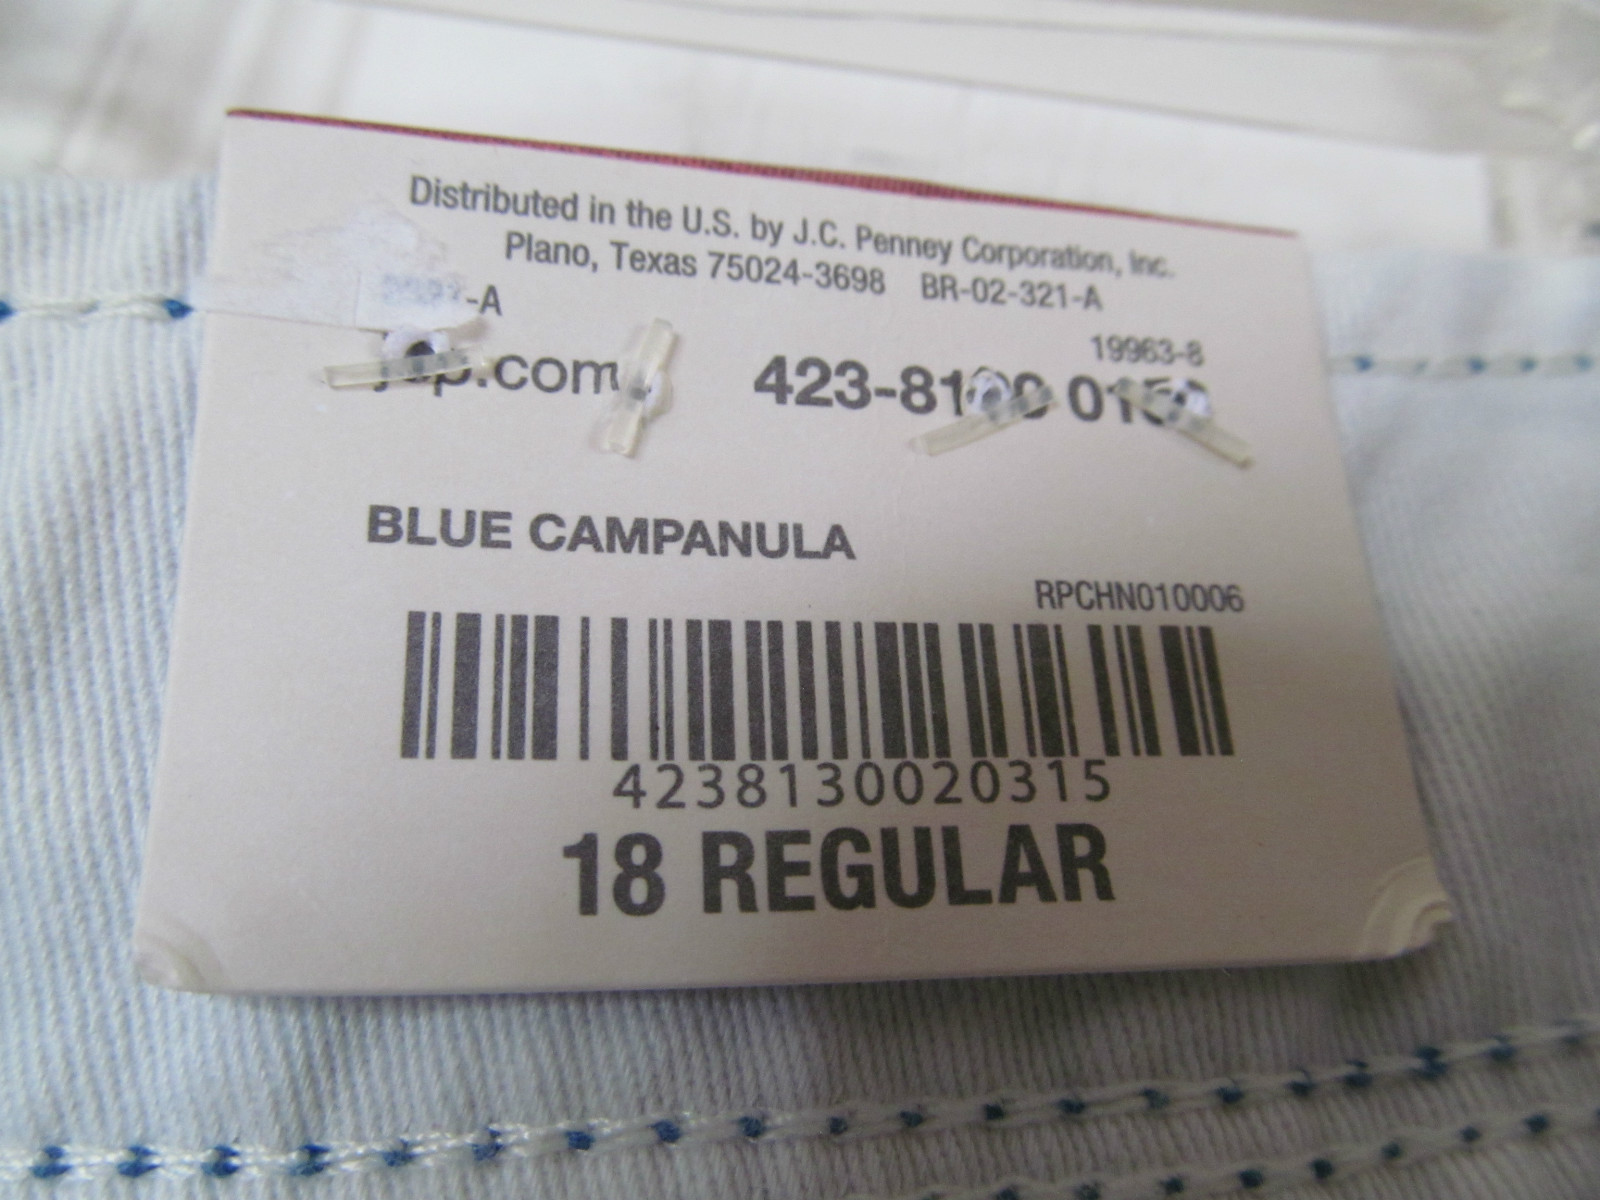 Distributed in the U.S. by J.C. Penney Corporation, Inc.
Plano, Texas 75024-3698 BR-02-321-A
19963-8
BLUE CAMPANULA
RPCHN010006
4238130020315
18 REGULAR